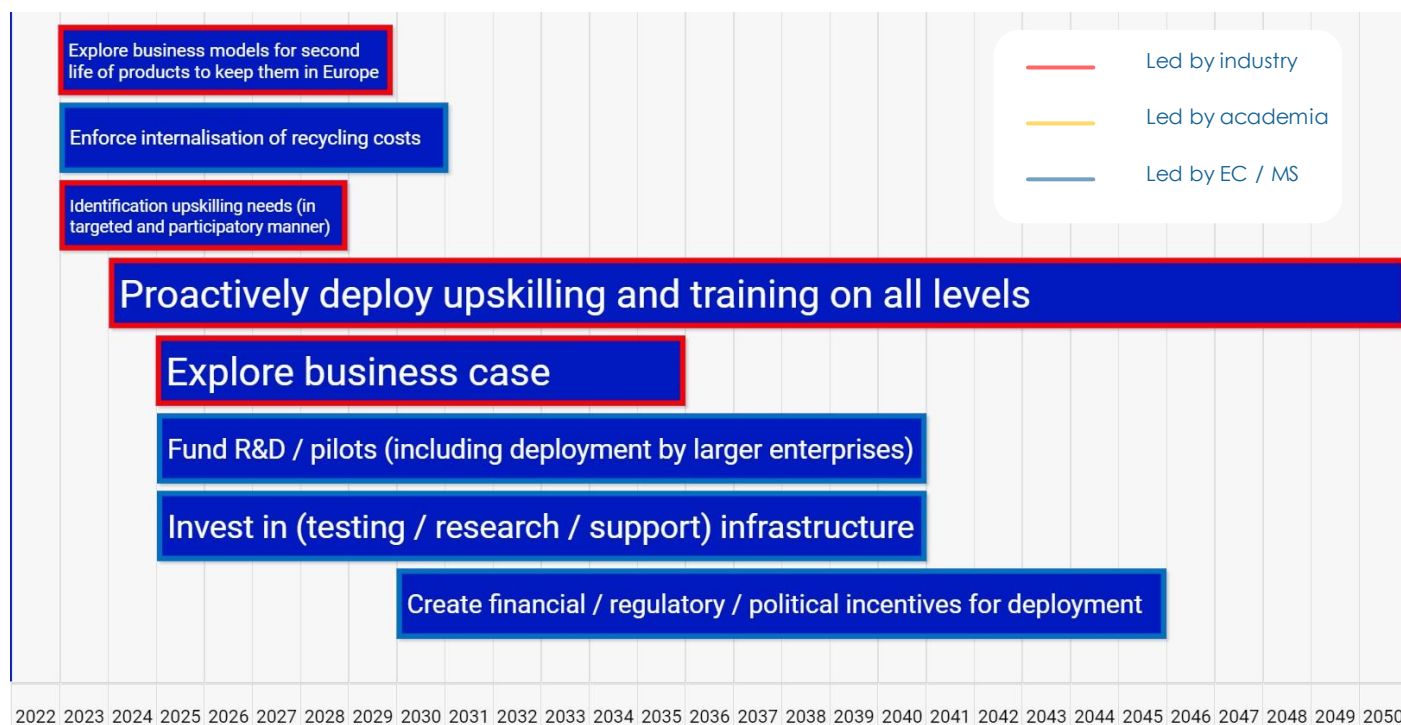 Explore business models for second
life of products to keep them in Europe
Led by industry
Led by academia
Led by EC / MS
Enforce internalisation of recycling costs
Identification upskilling needs (in
targeted and participatory manner)
Proactively deploy upskilling and training on all levels
Explore business case
Fund R&D / pilots (including deployment by larger enterprises)
Invest in (testing / research / support) infrastructure
Create financial / regulatory / political incentives for deployment
2022 2023 2024 2025 2026 2027 2028 2029 2030 2031 2032 2033 2034 2035 2036 2037 2038 2039 2040 2041 2042 2043 2044 2045 2046 2047 2048 2049 2050